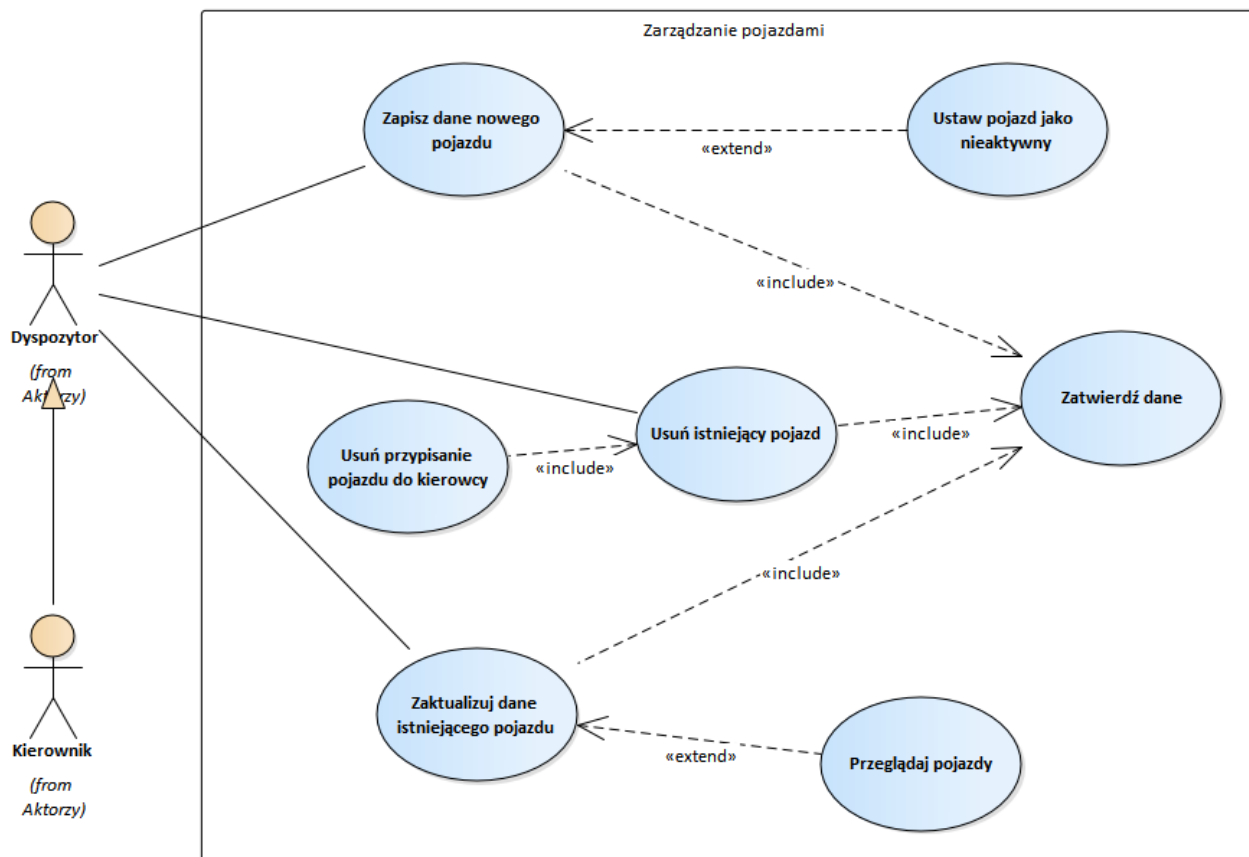 Zarządzanie pojazdami
Zapisz dane nowego
pojazdu
Ustaw pojazd jako
nieaktywny
«extend»
«include»
Dyspozytor
(from
Aktorzy)
Zatwierdź dane
Usuń istniejący pojazd
«include»
Usuń przypisanie
pojazdu do kierowcy
«include»
«include»
Zaktualizuj dane
istniejącego pojazdu
Kierownik
(from
Aktorzy)
«extend»
Przeglądaj pojazdy